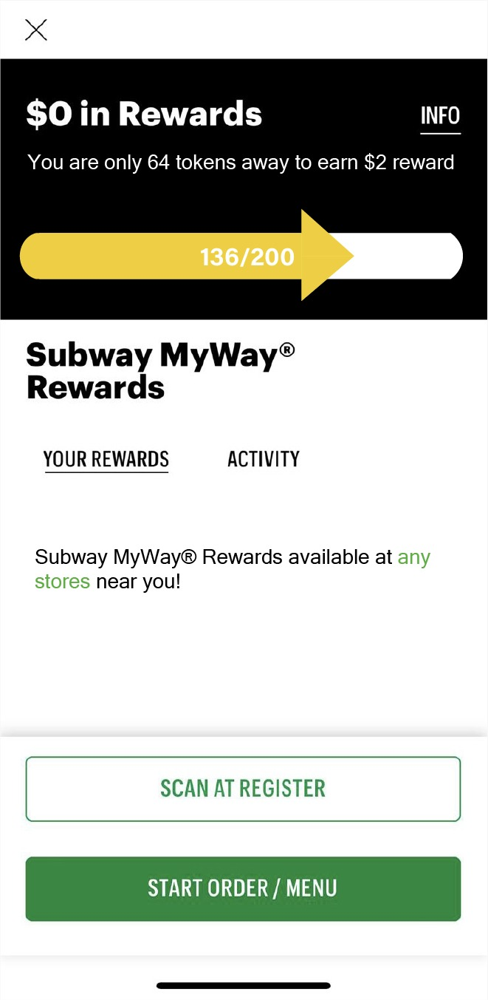 $0 in Rewards
INFO
You are only 64 tokens away to earn $2 reward
136/200
Subway MyWay®
Rewards
YOUR REWARDS
ACTIVITY
Subway MyWay® Rewards available at any
stores near you!
SCAN AT REGISTER
START ORDER / MENU